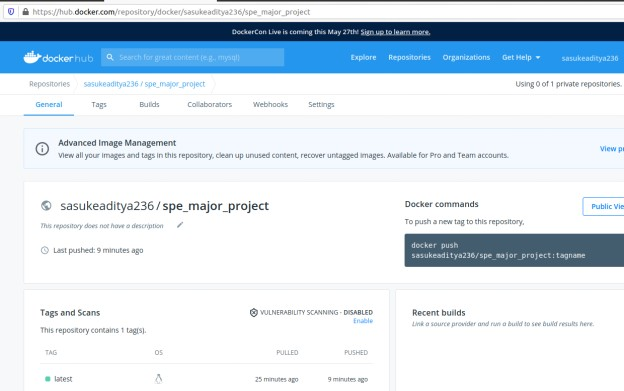 https://hub.docker.com/repository/docker/sasukeaditya236/spe_major_project
DockerCon Live is coming this May 27th! Sign up to learn more.
dockerhub
Search for great content (e.g., mysql)
Explore Repositories Organizations Get Help sasukeaditya236
Repositories sasukeaditya236 / spe_major_project Using 0 of 1 private repositories.
General Tags Builds Collaborators Webhooks Settings
Advanced Image Management
View all your images and tags in this repository, clean up unused content, recover untagged images. Available for Pro and Team accounts.
View pr
sasukeaditya236 / spe_major_project
This repository does not have a description
Last pushed: 9 minutes ago
Docker commands
Public Vie
To push a new tag to this repository,
docker push
sasukeaditya236/spe_major_project:tagname
Tags and Scans
VULNERABILITY SCANNING - DISABLED
Enable
This repository contains 1 tag(s).
TAG OS PULLED PUSHED
latest 25 minutes ago 9 minutes ago
Recent builds
Link a source provider and run a build to see build results here.